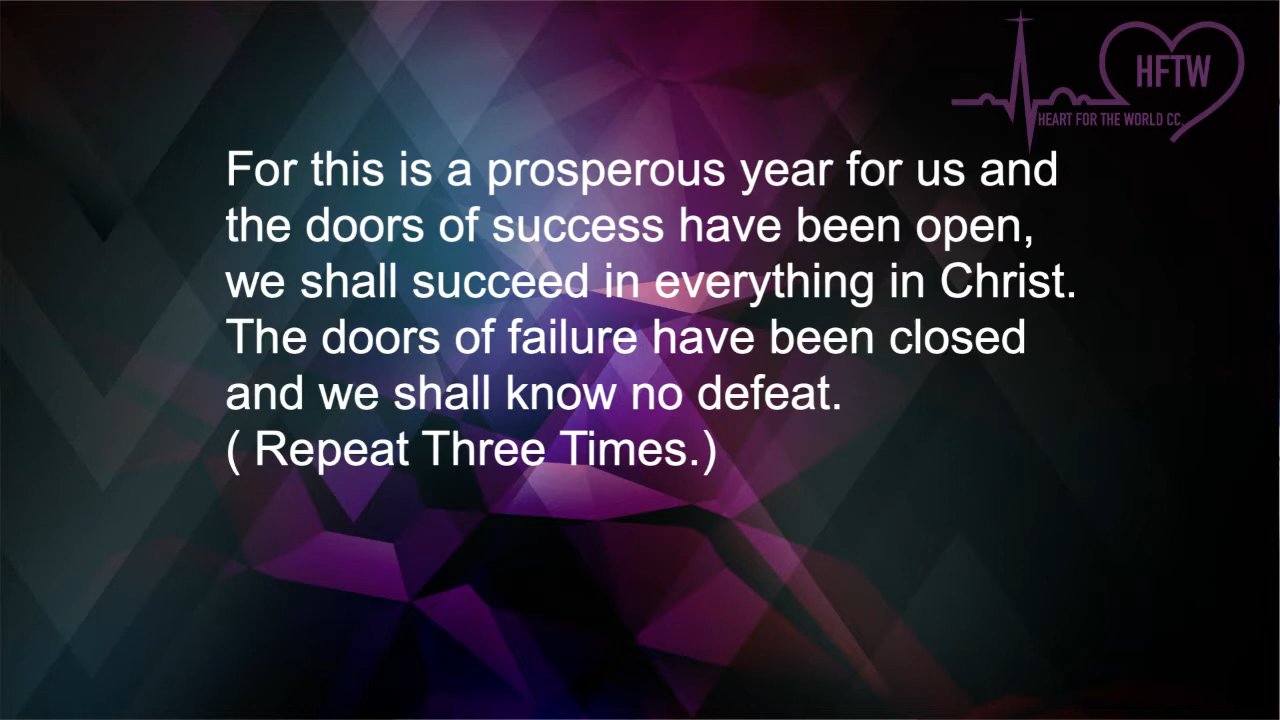 HFTW
HEART FOR THE WORLD CC.
For this is a prosperous year for us and
the doors of success have been open,
we shall succeed in everything in Christ.
The doors of failure have been closed
and we shall know no defeat.
( Repeat Three Times.)